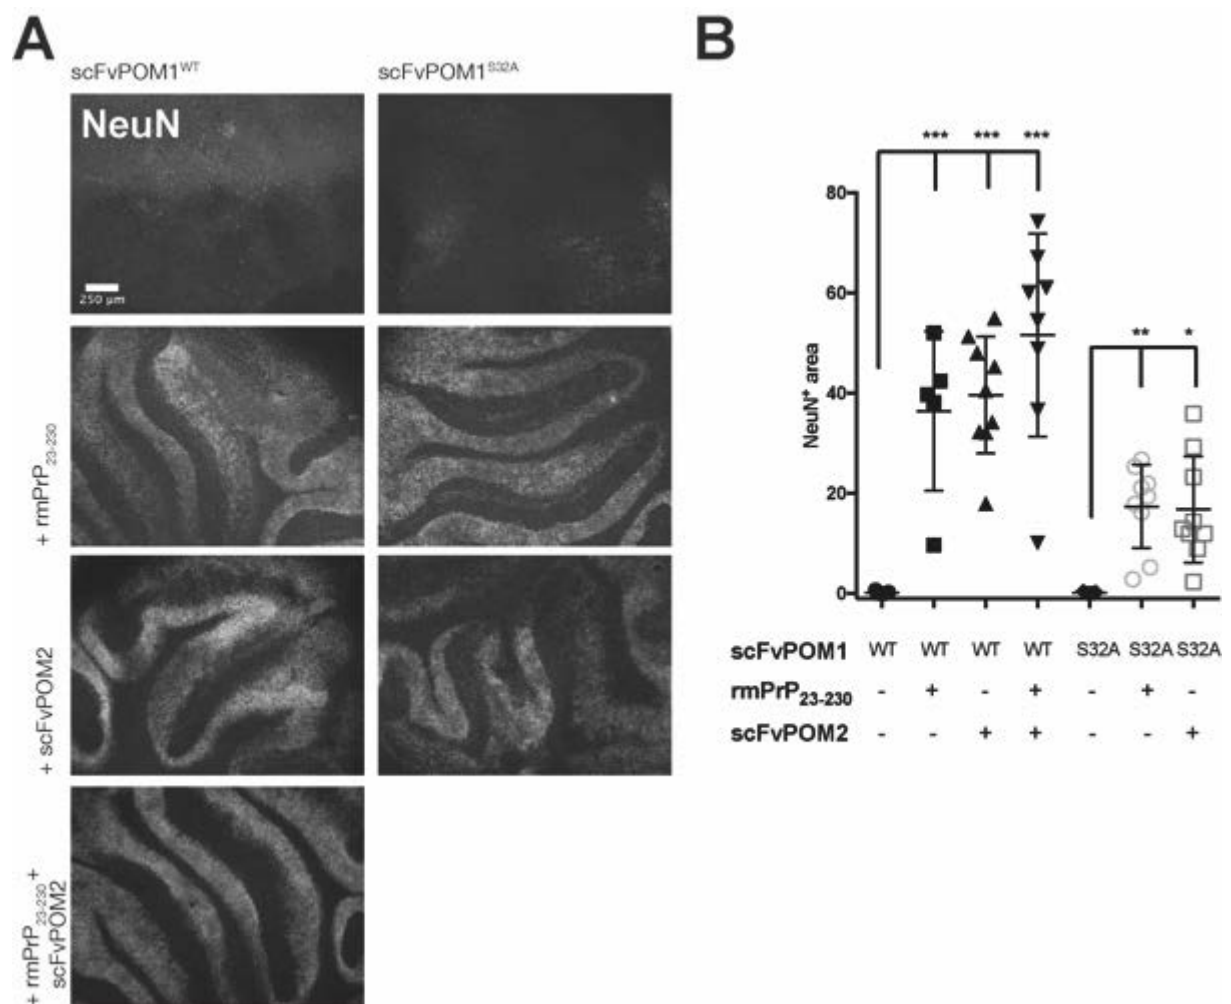 A
scFvPOM1WT
scFvPOM1S32A
NeuN
250 µm
+ rmPrP23-230
+ scFvPOM2
+ rmPrP23-230 +
scFvPOM2
B
*** *** ***
** *
NeuN+ area
80
60
40
20
0
scFvPOM1 WT WT WT WT S32A S32A S32A
rmPrP23-230 - + - + - + -
scFvPOM2 - - + + - - +